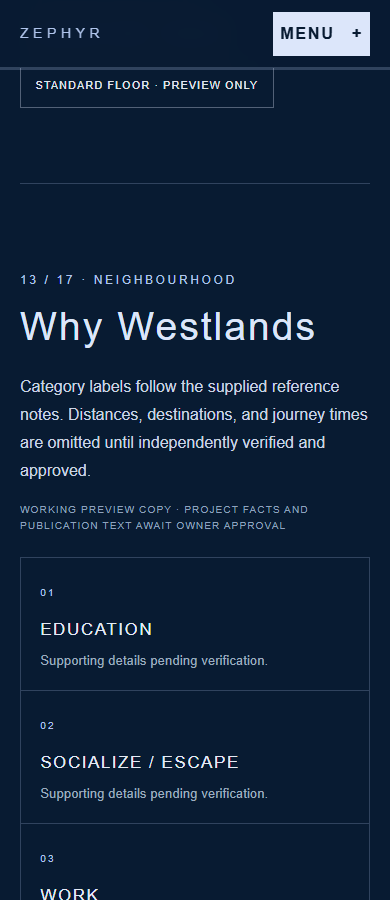 ZEPHYR
MENU +
STANDARD FLOOR · PREVIEW ONLY
13 / 17 · NEIGHBOURHOOD
Why Westlands
Category labels follow the supplied reference
notes. Distances, destinations, and journey times
are omitted until independently verified and
approved.
WORKING PREVIEW COPY · PROJECT FACTS AND
PUBLICATION TEXT AWAIT OWNER APPROVAL
01
EDUCATION
Supporting details pending verification.
02
SOCIALIZE / ESCAPE
Supporting details pending verification.
03
WORK